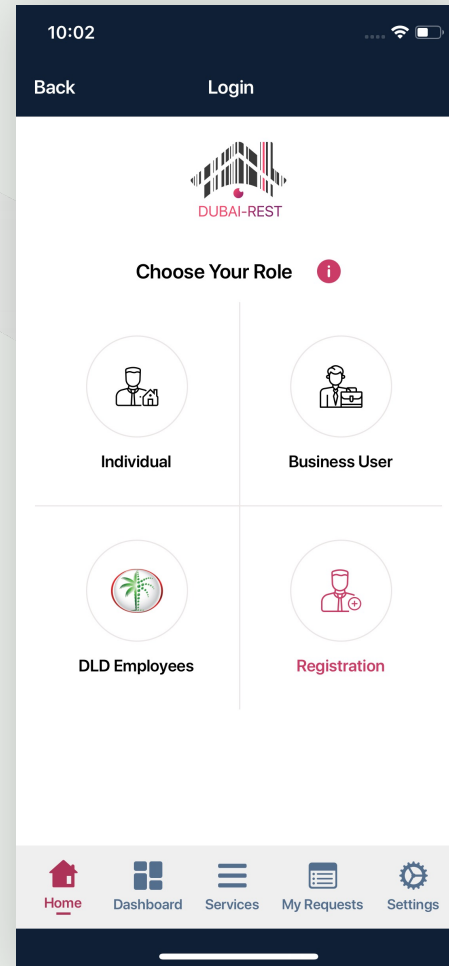 10:02
Back Login
DUBAI-REST
Choose Your Role i
Individual Business User
DLD Employees Registration
Home Dashboard Services My Requests Settings